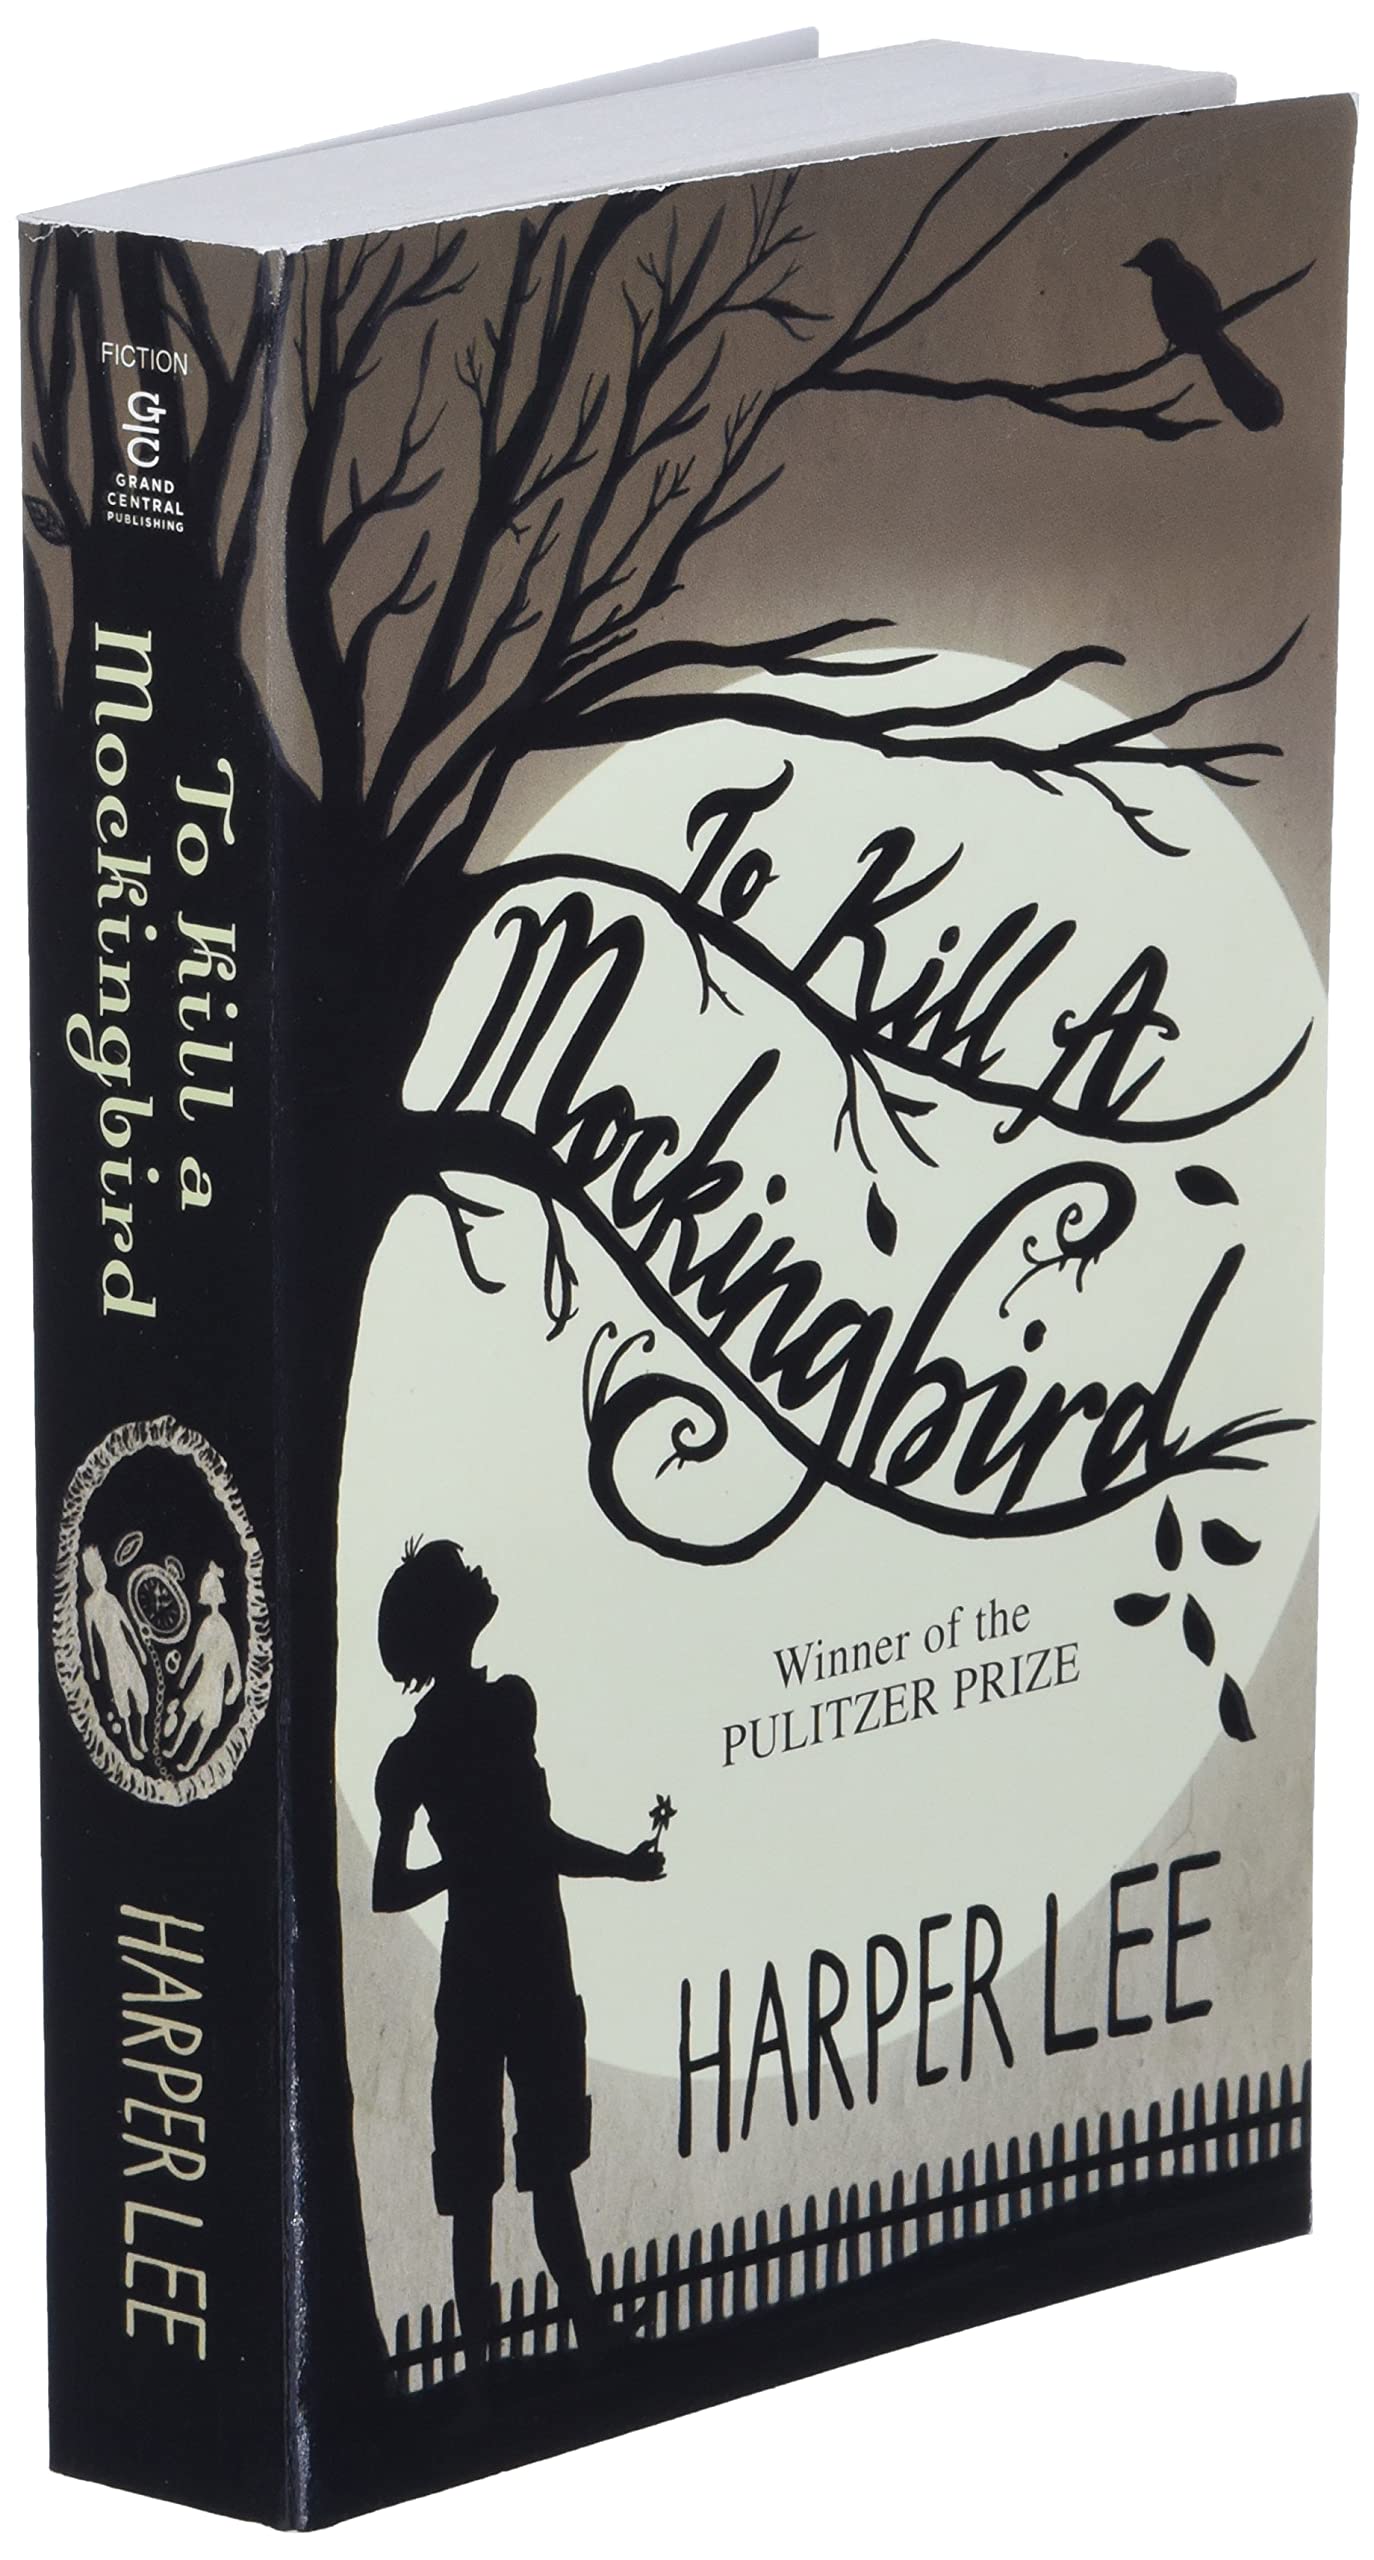 FICTION
GRAND
CENTRAL
PUBLISHING
To Kill a
Mockingbird
HARPER LEE
To Kill A
Mockingbird
Winner of the
PULITZER PRIZE
HARPER LEE